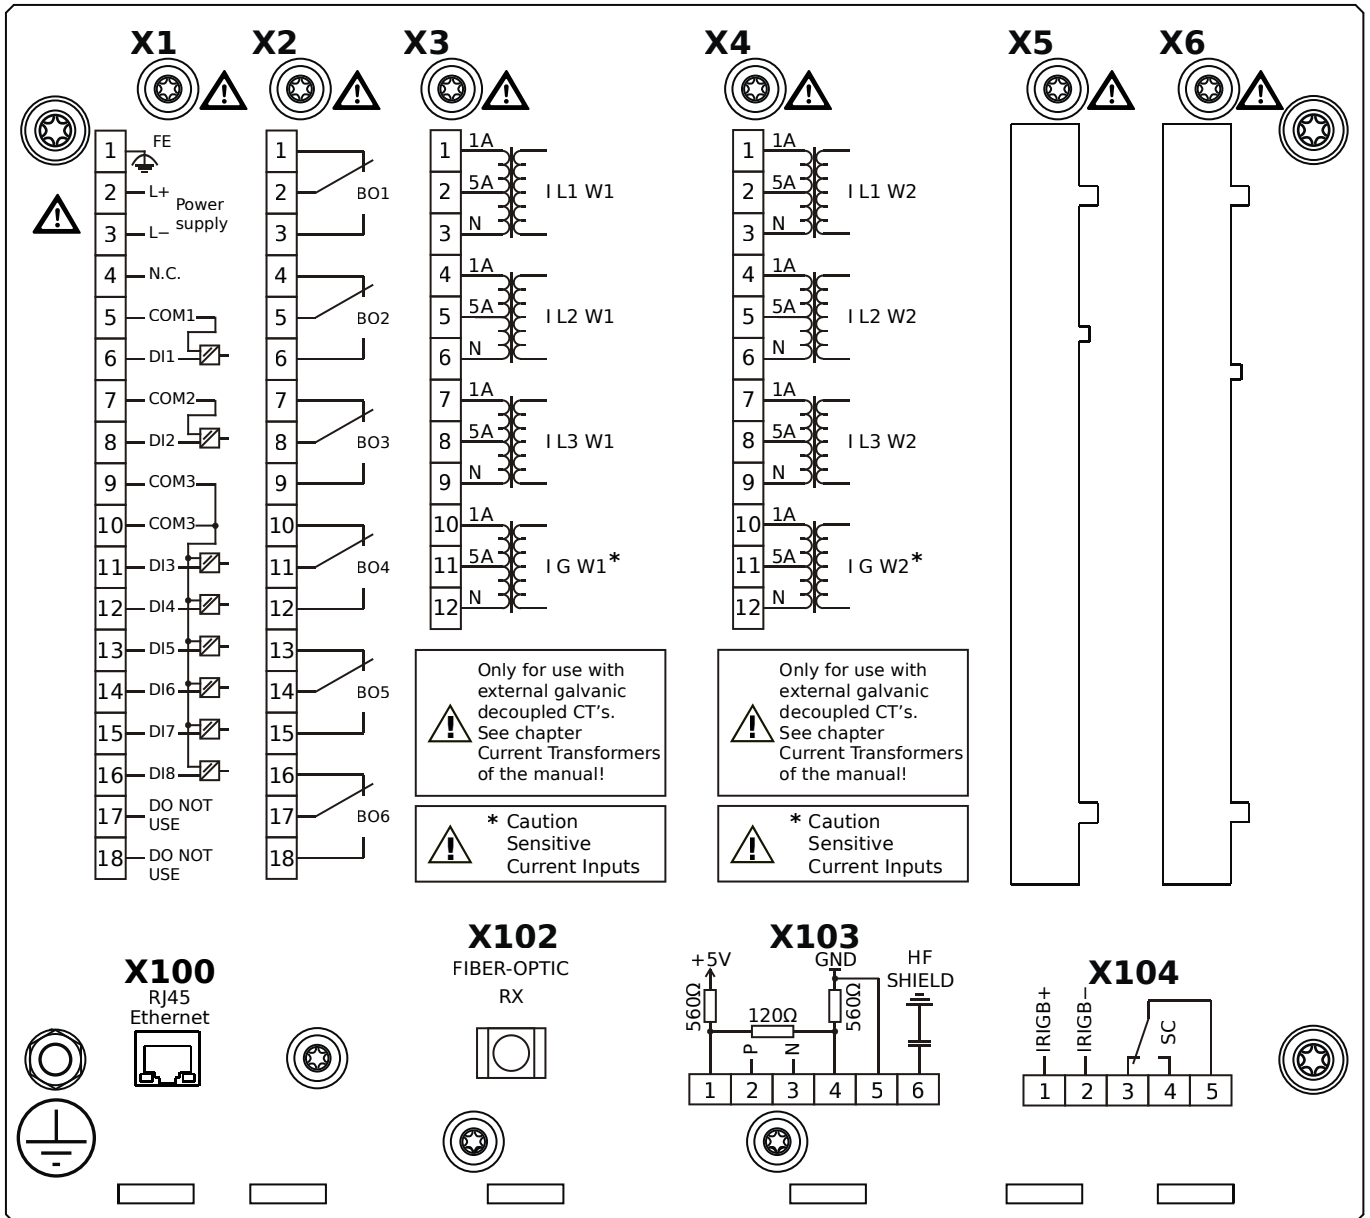 X1
1
FE
2
L+
Power
supply
3
L−
4
N.C.
5
COM1
6
DI1
7
COM2
8
DI2
9
COM3
10
COM3
11
DI3
12
DI4
13
DI5
14
DI6
15
DI7
16
DI8
17
DO NOT
USE
18
DO NOT
USE
X2
1
2
BO1
3
4
5
BO2
6
7
8
BO3
9
10
11
BO4
12
13
14
BO5
15
16
17
BO6
18
X3
1
1A
2
5A
I L1 W1
3
N
4
1A
5
5A
I L2 W1
6
N
7
1A
8
5A
I L3 W1
9
N
10
1A
11
5A
I G W1*
12
N
Only for use with
external galvanic
decoupled CT's.
See chapter
Current Transformers
of the manual!
* Caution
Sensitive
Current Inputs
X4
1
1A
2
5A
I L1 W2
3
N
4
1A
5
5A
I L2 W2
6
N
7
1A
8
5A
I L3 W2
9
N
10
1A
11
5A
I G W2*
12
N
Only for use with
external galvanic
decoupled CT's.
See chapter
Current Transformers
of the manual!
* Caution
Sensitive
Current Inputs
X5
X6
X100
RJ45
Ethernet
X102
FIBER-OPTIC
RX
X103
+5V
GND
HF
SHIELD
560Ω
120Ω
560Ω
P
N
1 2 3 4 5 6
X104
IRIGB+
IRIGB−
SC
1 2 3 4 5